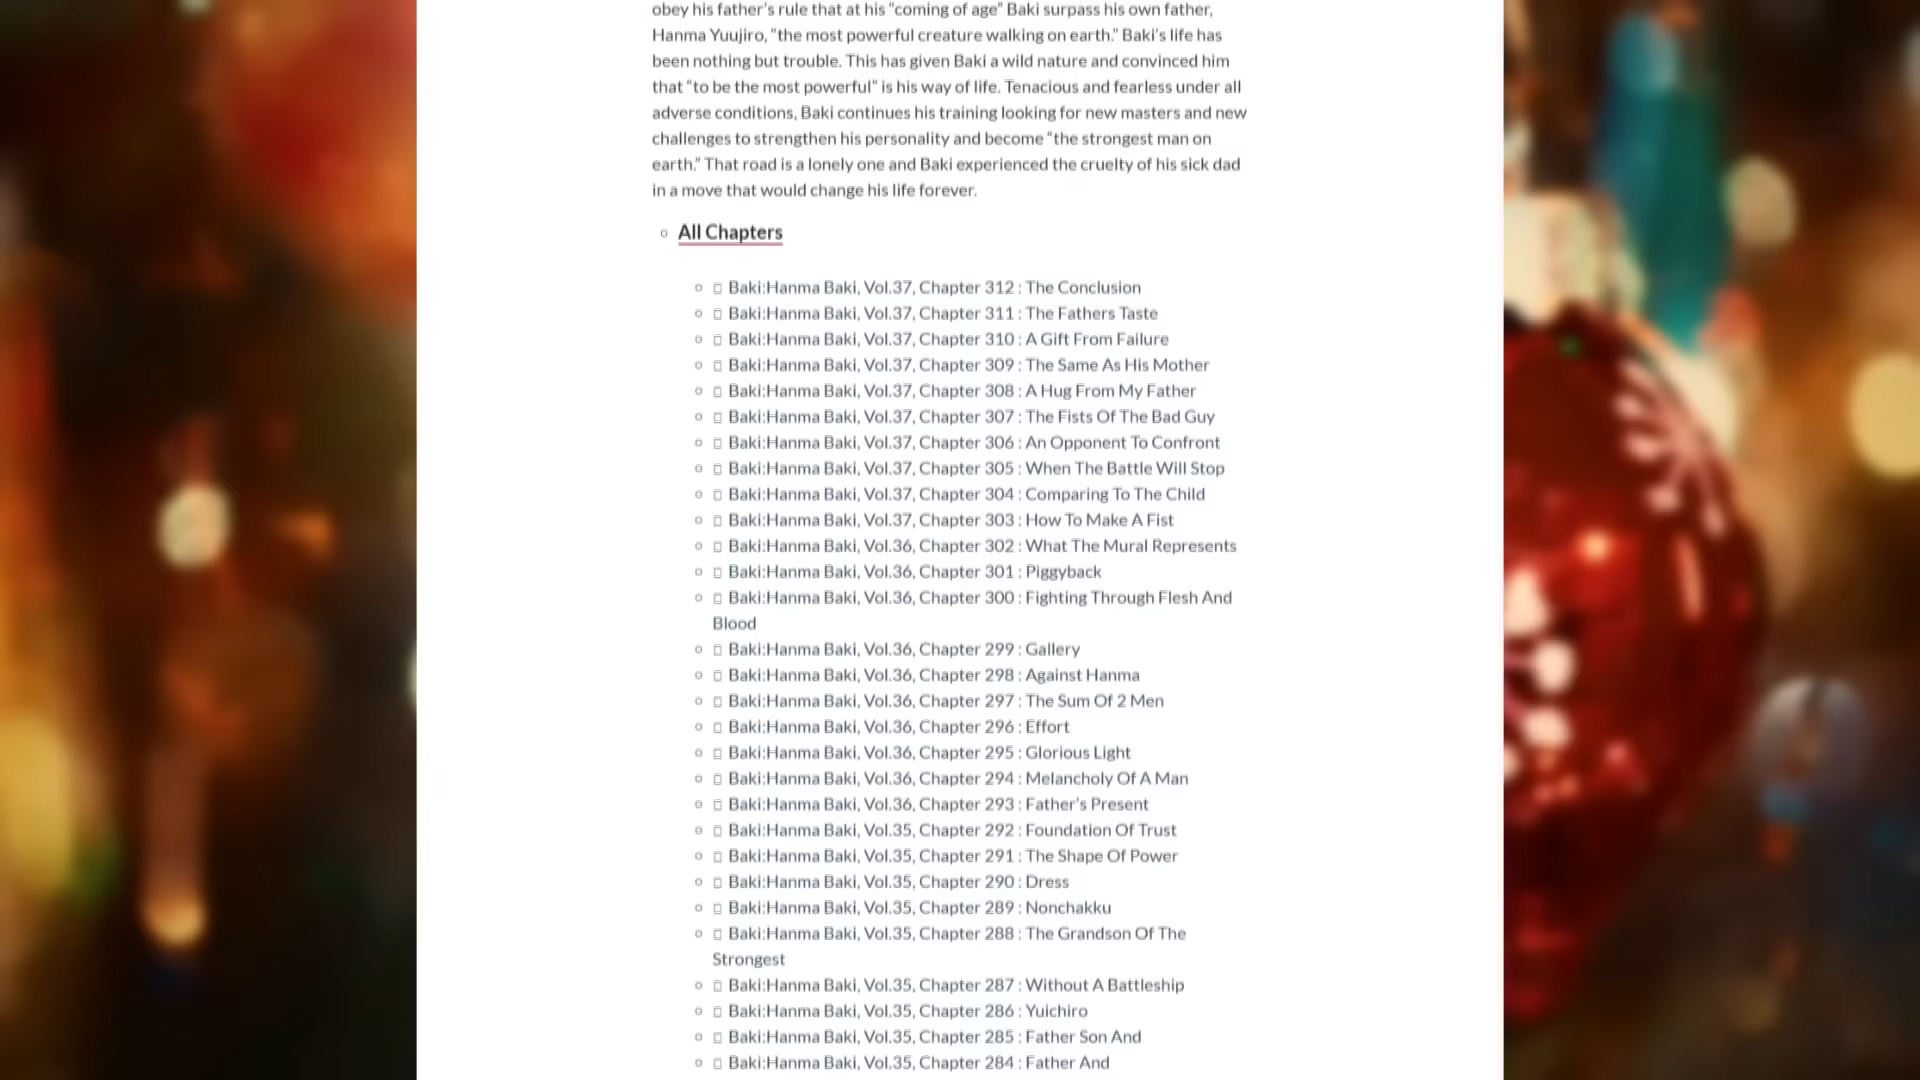 obey his father's rule that at his "coming of age" Baki surpass his own father,
Hanma Yuujiro, "the most powerful creature walking on earth." Baki's life has
been nothing but trouble. This has given Baki a wild nature and convinced him
that "to be the most powerful" is his way of life. Tenacious and fearless under all
adverse conditions, Baki continues his training looking for new masters and new
challenges to strengthen his personality and become "the strongest man on
earth." That road is a lonely one and Baki experienced the cruelty of his sick dad
in a move that would change his life forever.
All Chapters
Baki:Hanma Baki, Vol.37, Chapter 312 : The Conclusion
Baki:Hanma Baki, Vol.37, Chapter 311 : The Fathers Taste
Baki:Hanma Baki, Vol.37, Chapter 310 : A Gift From Failure
Baki:Hanma Baki, Vol.37, Chapter 309 : The Same As His Mother
Baki:Hanma Baki, Vol.37, Chapter 308 : A Hug From My Father
Baki:Hanma Baki, Vol.37, Chapter 307 : The Fists Of The Bad Guy
Baki:Hanma Baki, Vol.37, Chapter 306 : An Opponent To Confront
Baki:Hanma Baki, Vol.37, Chapter 305 : When The Battle Will Stop
Baki:Hanma Baki, Vol.37, Chapter 304 : Comparing To The Child
Baki:Hanma Baki, Vol.37, Chapter 303 : How To Make A Fist
Baki:Hanma Baki, Vol.36, Chapter 302 : What The Mural Represents
Baki:Hanma Baki, Vol.36, Chapter 301 : Piggyback
Baki:Hanma Baki, Vol.36, Chapter 300 : Fighting Through Flesh And
Blood
Baki:Hanma Baki, Vol.36, Chapter 299 : Gallery
Baki:Hanma Baki, Vol.36, Chapter 298 : Against Hanma
Baki:Hanma Baki, Vol.36, Chapter 297 : The Sum Of 2 Men
Baki:Hanma Baki, Vol.36, Chapter 296 : Effort
Baki:Hanma Baki, Vol.36, Chapter 295 : Glorious Light
Baki:Hanma Baki, Vol.36, Chapter 294 : Melancholy Of A Man
Baki:Hanma Baki, Vol.36, Chapter 293 : Father's Present
Baki:Hanma Baki, Vol.35, Chapter 292 : Foundation Of Trust
Baki:Hanma Baki, Vol.35, Chapter 291 : The Shape Of Power
Baki:Hanma Baki, Vol.35, Chapter 290 : Dress
Baki:Hanma Baki, Vol.35, Chapter 289 : Nonchakku
Baki:Hanma Baki, Vol.35, Chapter 288 : The Grandson Of The
Strongest
Baki:Hanma Baki, Vol.35, Chapter 287 : Without A Battleship
Baki:Hanma Baki, Vol.35, Chapter 286 : Yuichiro
Baki:Hanma Baki, Vol.35, Chapter 285 : Father Son And
Baki:Hanma Baki, Vol.35, Chapter 284 : Father And